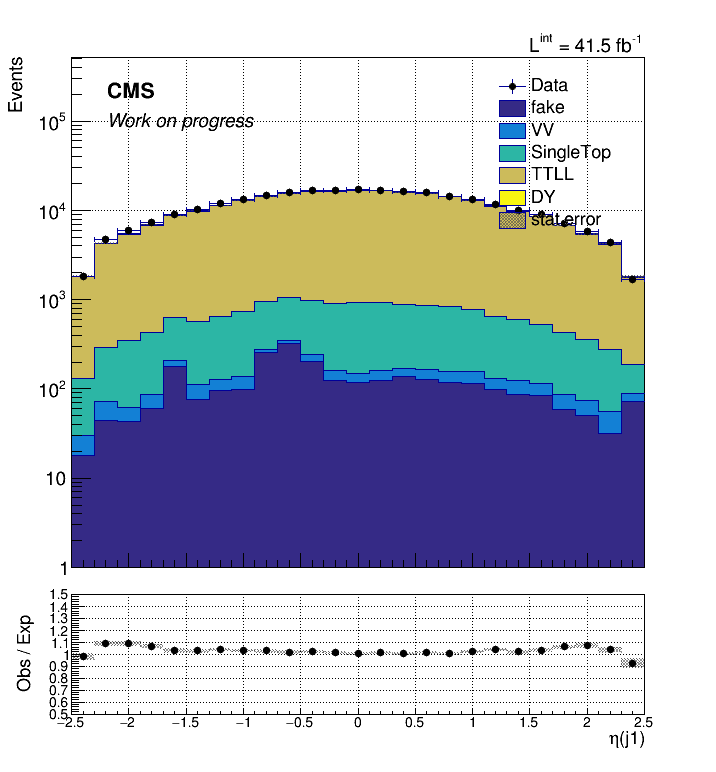 L^int = 41.5 fb^-1
Events
CMS
Work on progress
Data
fake
VV
SingleTop
TTLL
DY
stat.error
10^5
10^4
10^3
10^2
10
1
Obs / Exp
1.5
1.4
1.3
1.2
1.1
1
0.9
0.8
0.7
0.6
0.5
−2.5 −2 −1.5 −1 −0.5 0 0.5 1 1.5 2 2.5
η(j1)